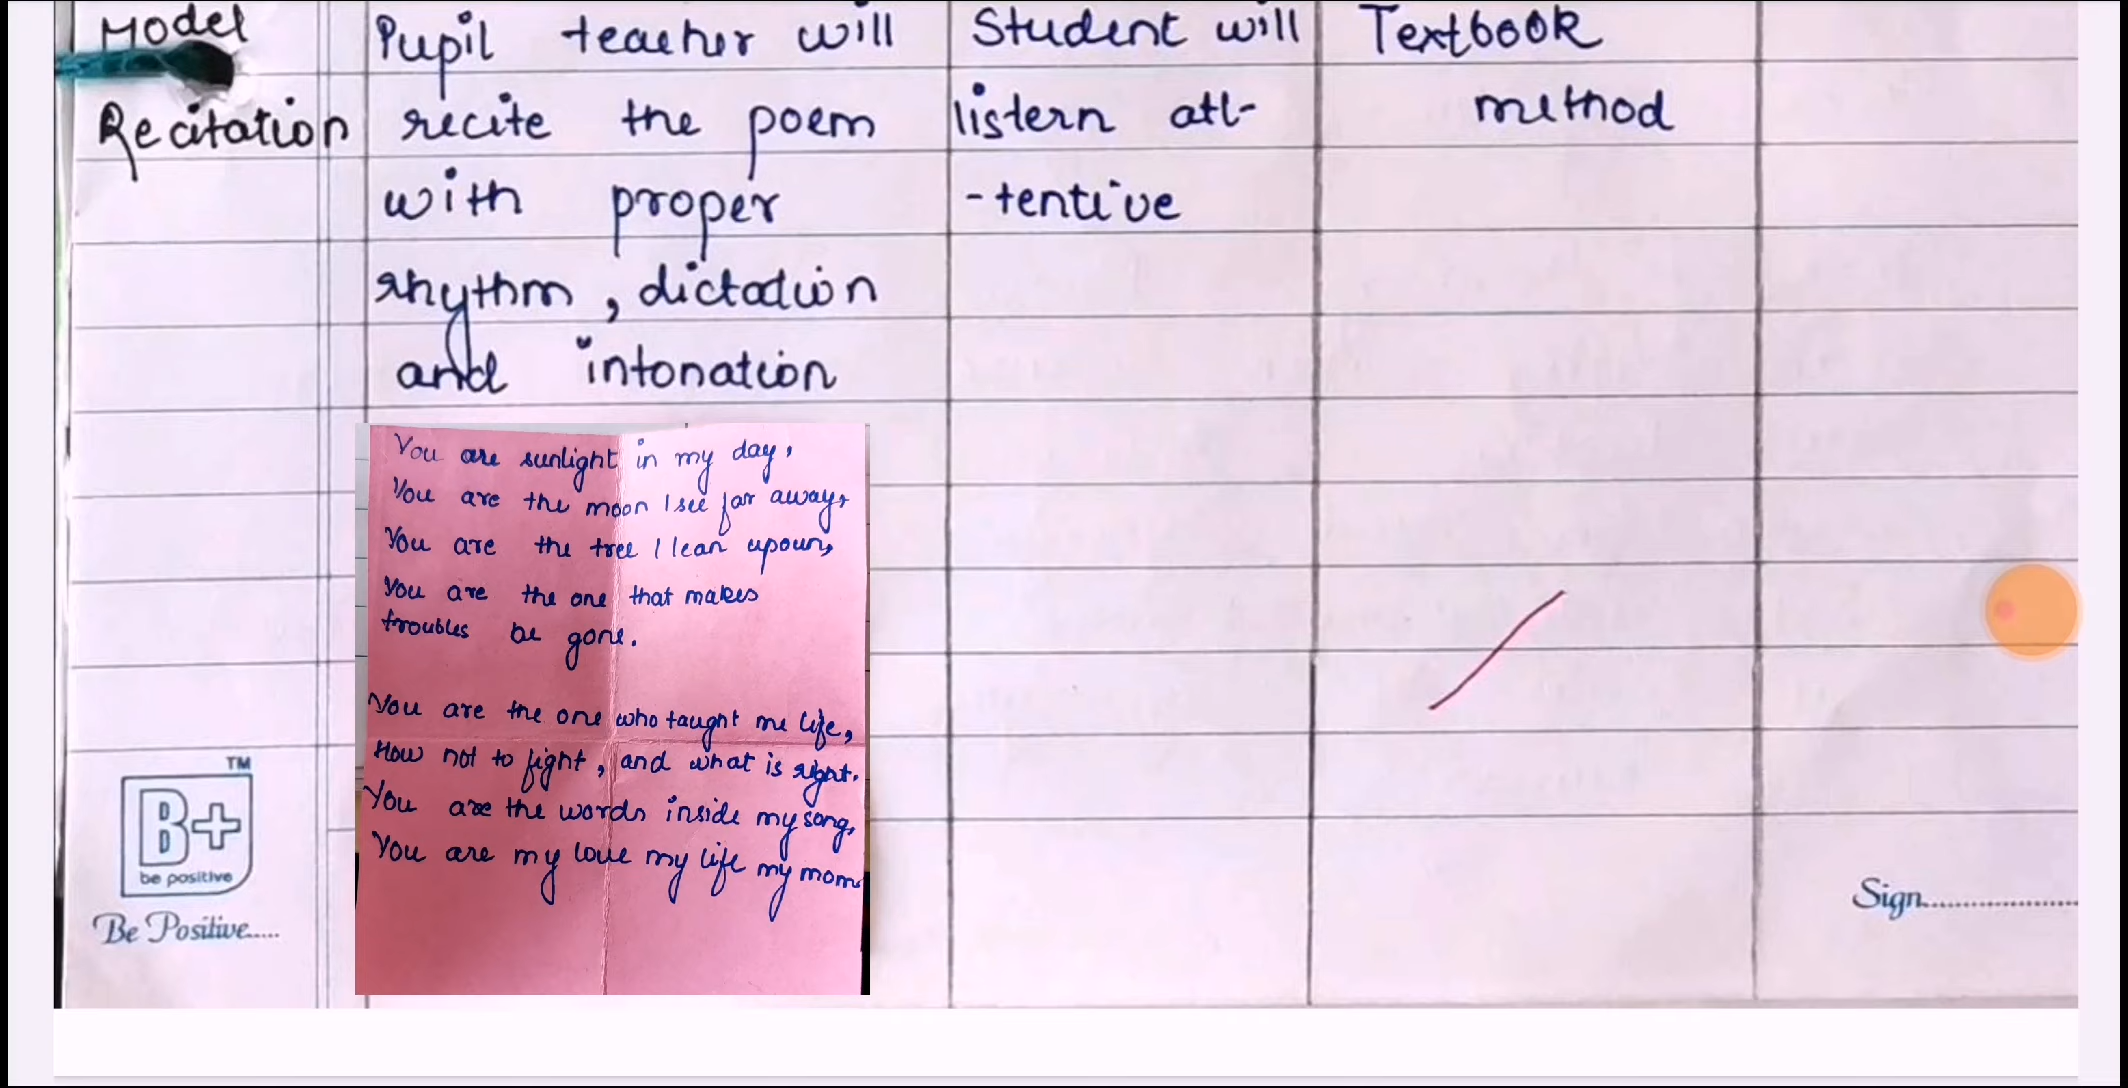 Model
Recitation
Pupil teacher will
recite the poem
with proper
rhythm, dictation
and intonation
Student will
listern att-
-tentive
Textbook
method
You are sunlight in my day,
You are the moon I see far away,
You are the tree I lean upoun,
You are the one that makes
troubles be gone.
You are the one who taught me life,
How not to fight, and what is right.
You are the words inside my song,
You are my love my life my mom.
TM
B+
be positive
Be Positive.....
Sign....................